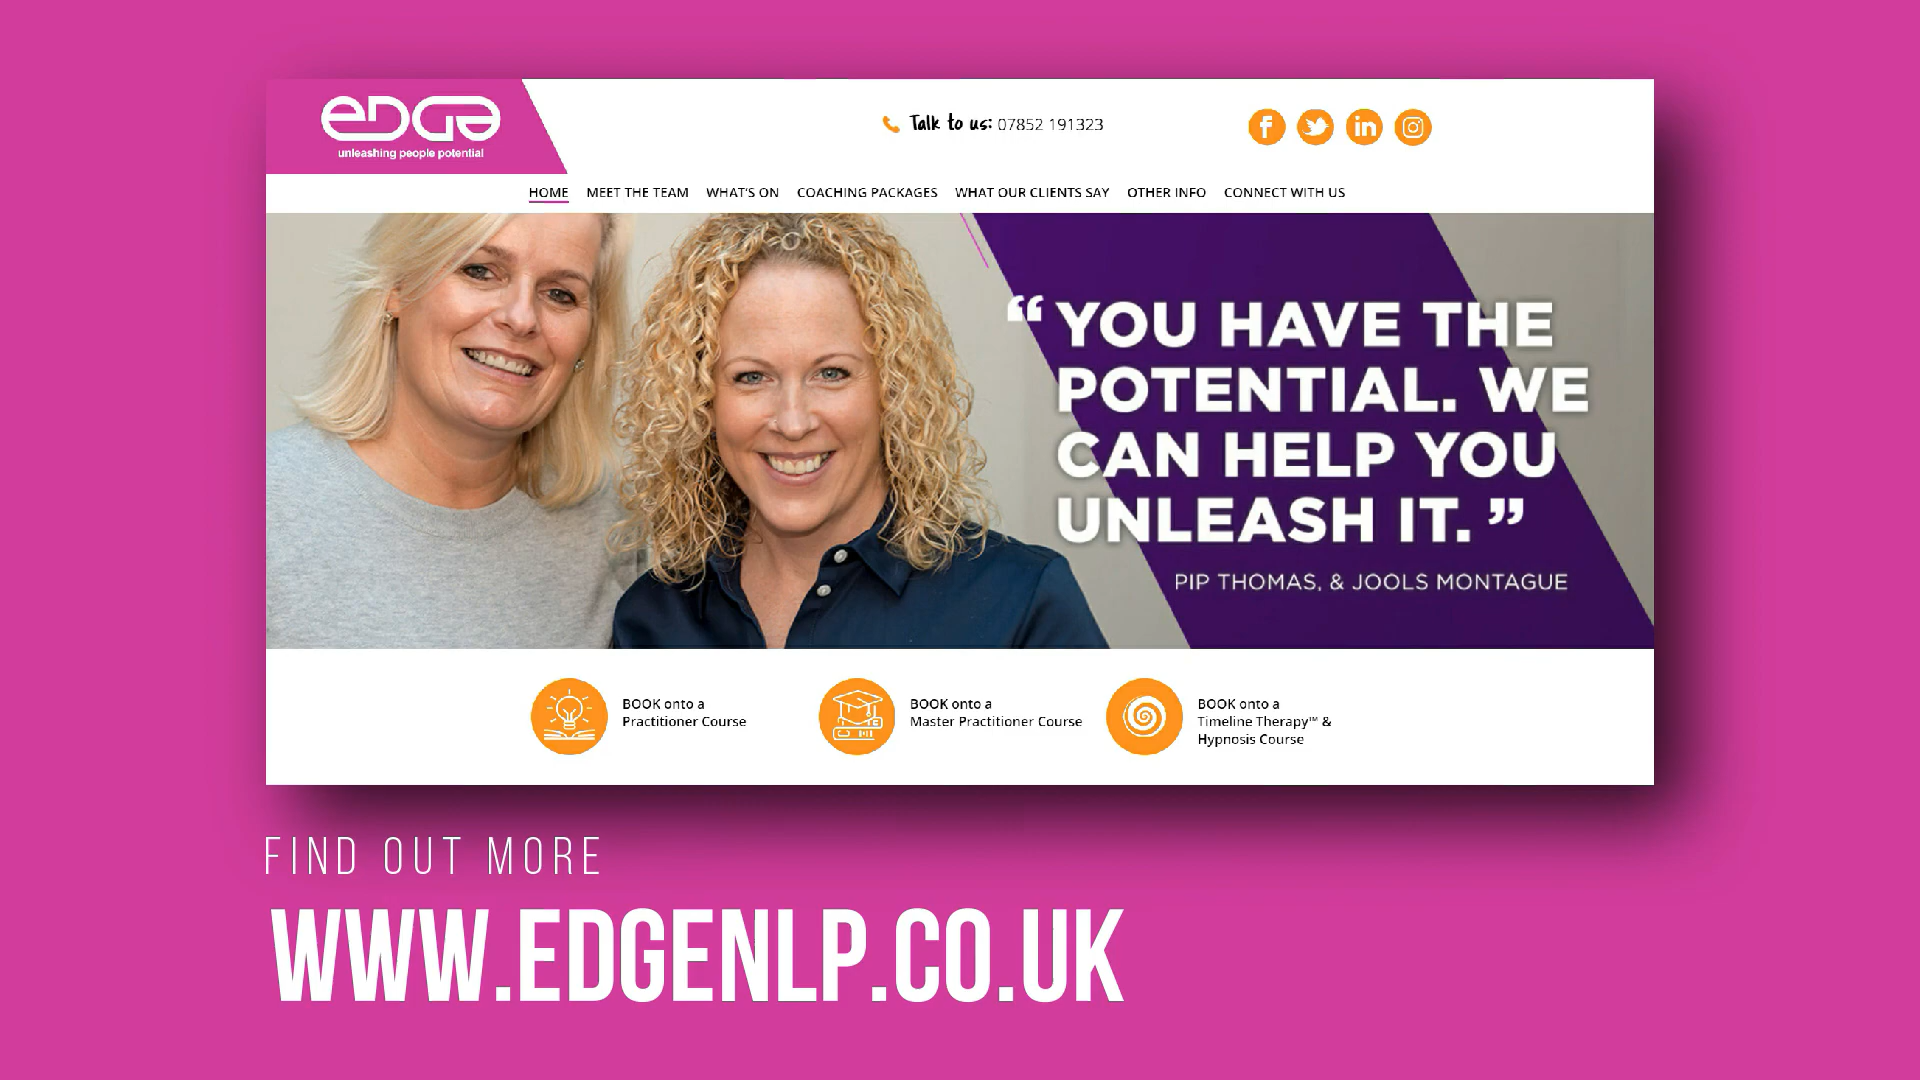 eDGe
unleashing people potential
Talk to us: 07852 191323
HOME MEET THE TEAM WHAT'S ON COACHING PACKAGES WHAT OUR CLIENTS SAY OTHER INFO CONNECT WITH US
“ YOU HAVE THE
POTENTIAL. WE
CAN HELP YOU
UNLEASH IT. ”
PIP THOMAS, & JOOLS MONTAGUE
BOOK onto a
Practitioner Course
BOOK onto a
Master Practitioner Course
BOOK onto a
Timeline Therapy™ &
Hypnosis Course
FIND OUT MORE
WWW.EDGENLP.CO.UK